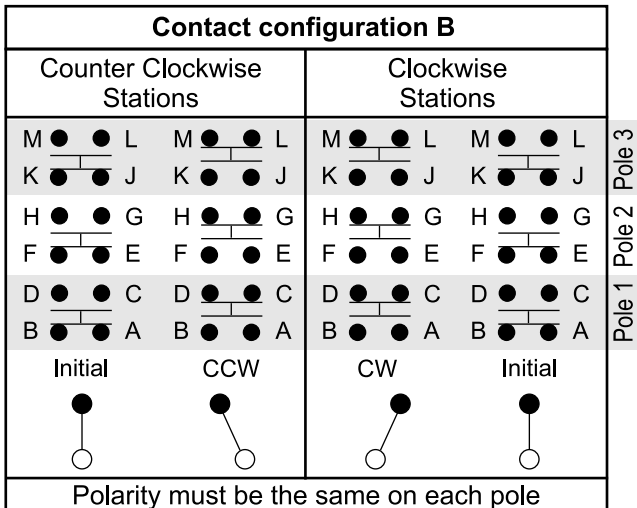 Contact configuration B
Counter Clockwise
Stations
Clockwise
Stations
M L M L M L M L
K J K J K J K J
Pole 3
H G H G H G H G
F E F E F E F E
Pole 2
D C D C D C D C
B A B A B A B A
Pole 1
Initial CCW CW Initial
Polarity must be the same on each pole